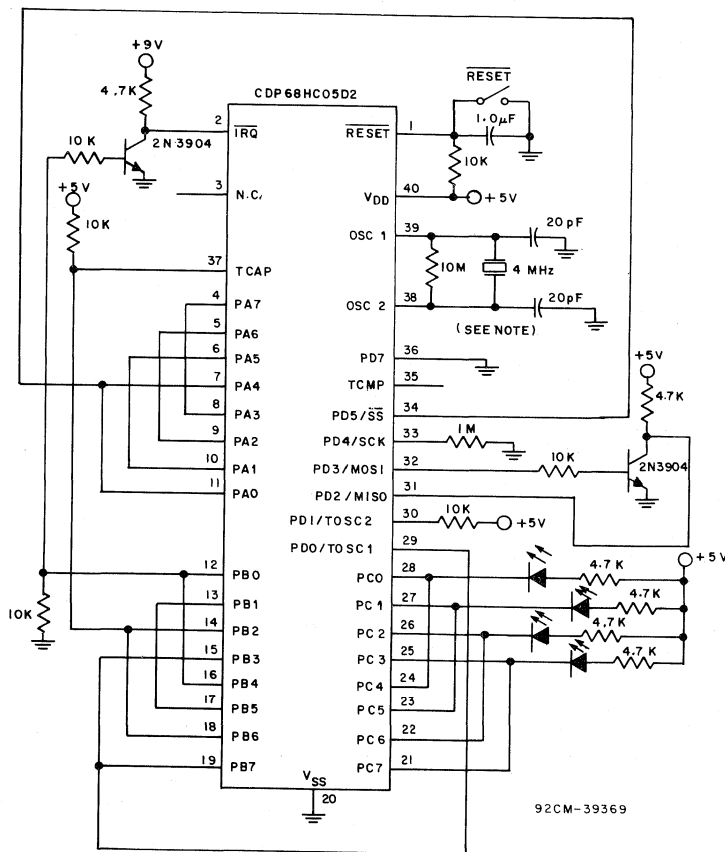 +9V
4.7K
CDP68HC05D2
RESET
2
IRQ
RESET
1
1.0µF
10K
2N3904
10K
+5V
3
N.C.
VDD
40
+5V
10K
OSC 1
39
20pF
37
TCAP
10M
4 MHz
4
PA7
OSC 2
38
20pF
5
PA6
(SEE NOTE)
6
PA5
PD7
36
+5V
7
PA4
TCMP
35
8
PA3
PD5/SS
34
4.7K
9
PA2
PD4/SCK
33
1M
10
PA1
PD3/MOSI
32
10K
2N3904
11
PA0
PD2/MISO
31
PD1/TOSC2
30
10K
+5V
PD0/TOSC1
29
12
PB0
PC0
28
4.7K
+5V
13
PB1
PC1
27
4.7K
10K
14
PB2
PC2
26
4.7K
15
PB3
PC3
25
4.7K
16
PB4
PC4
24
17
PB5
PC5
23
18
PB6
PC6
22
19
PB7
PC7
21
VSS
20
92CM-39369